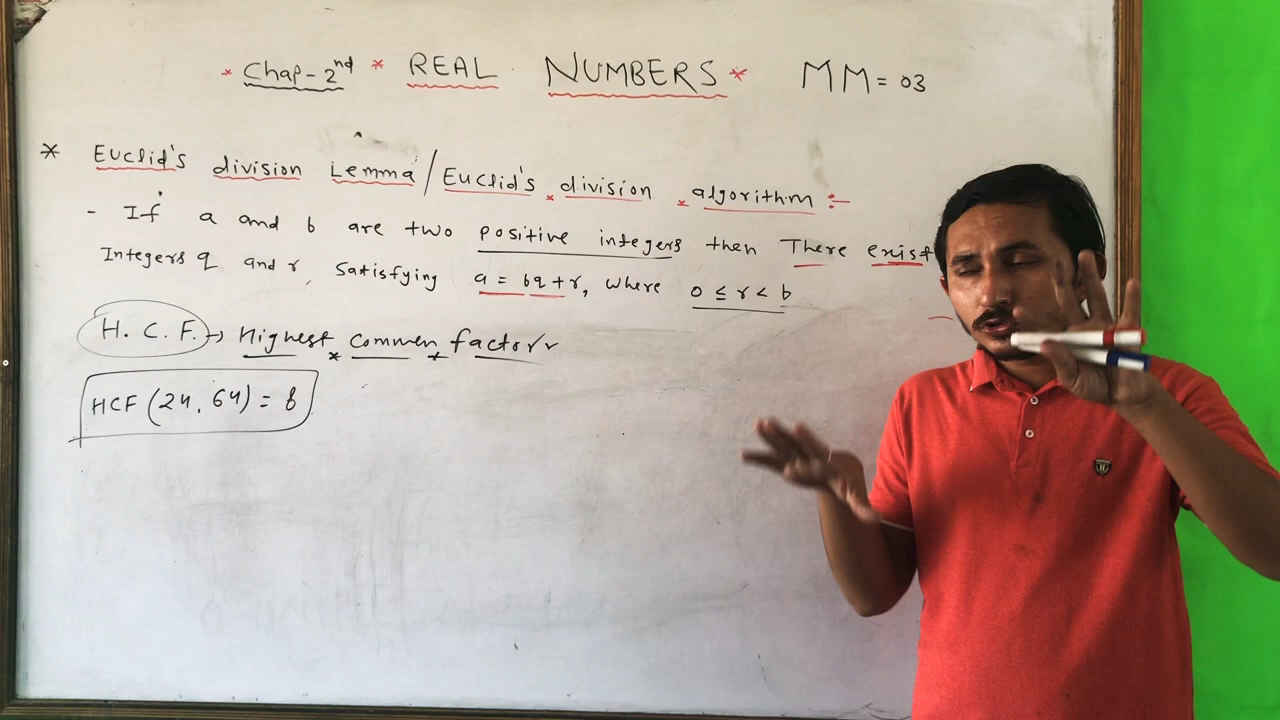 * Chap-2nd * REAL NUMBERS * MM = 03
* Euclid's division Lemma / Euclid's division algorithm :-
- If a and b are two positive integers then There exist
Integers q and r satisfying a = bq + r, where 0 ≤ r < b
H. C. F. → Highest common factor
HCF (24, 64) = 8